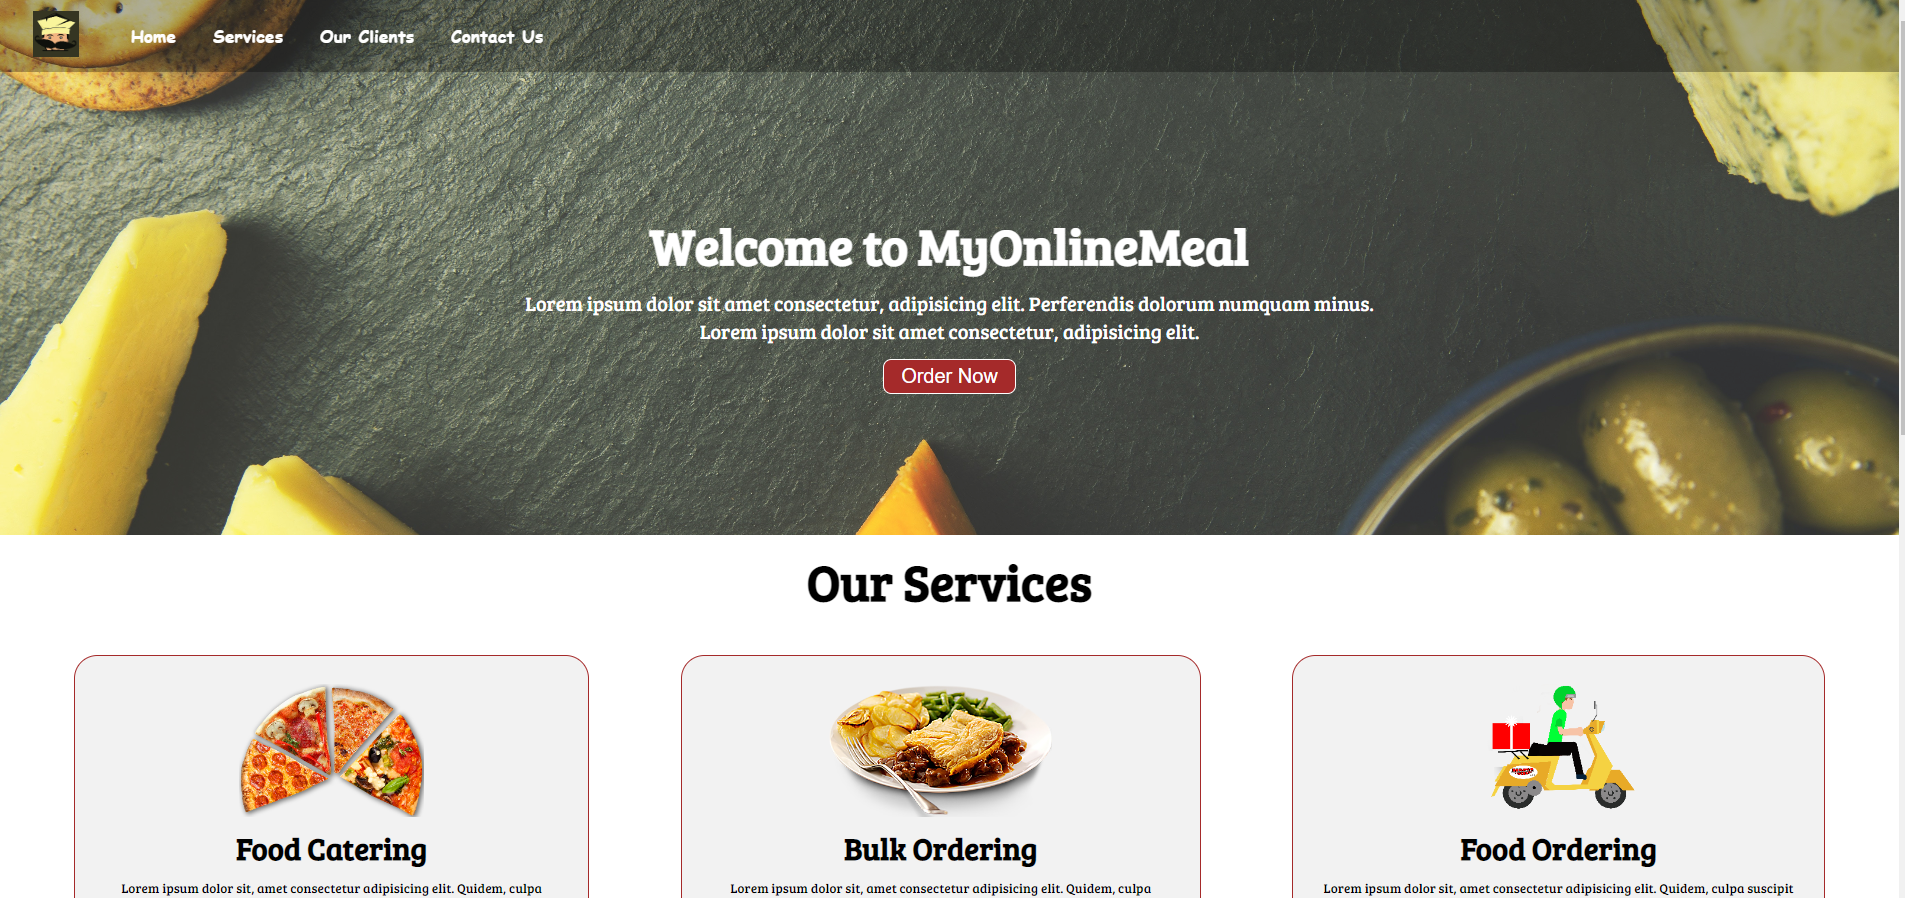 Home Services Our Clients Contact Us
Welcome to MyOnlineMeal
Lorem ipsum dolor sit amet consectetur, adipisicing elit. Perferendis dolorum numquam minus.
Lorem ipsum dolor sit amet consectetur, adipisicing elit.
Order Now
Our Services
Food Catering
Lorem ipsum dolor sit, amet consectetur adipisicing elit. Quidem, culpa
Bulk Ordering
Lorem ipsum dolor sit, amet consectetur adipisicing elit. Quidem, culpa
Food Ordering
Lorem ipsum dolor sit, amet consectetur adipisicing elit. Quidem, culpa suscipit